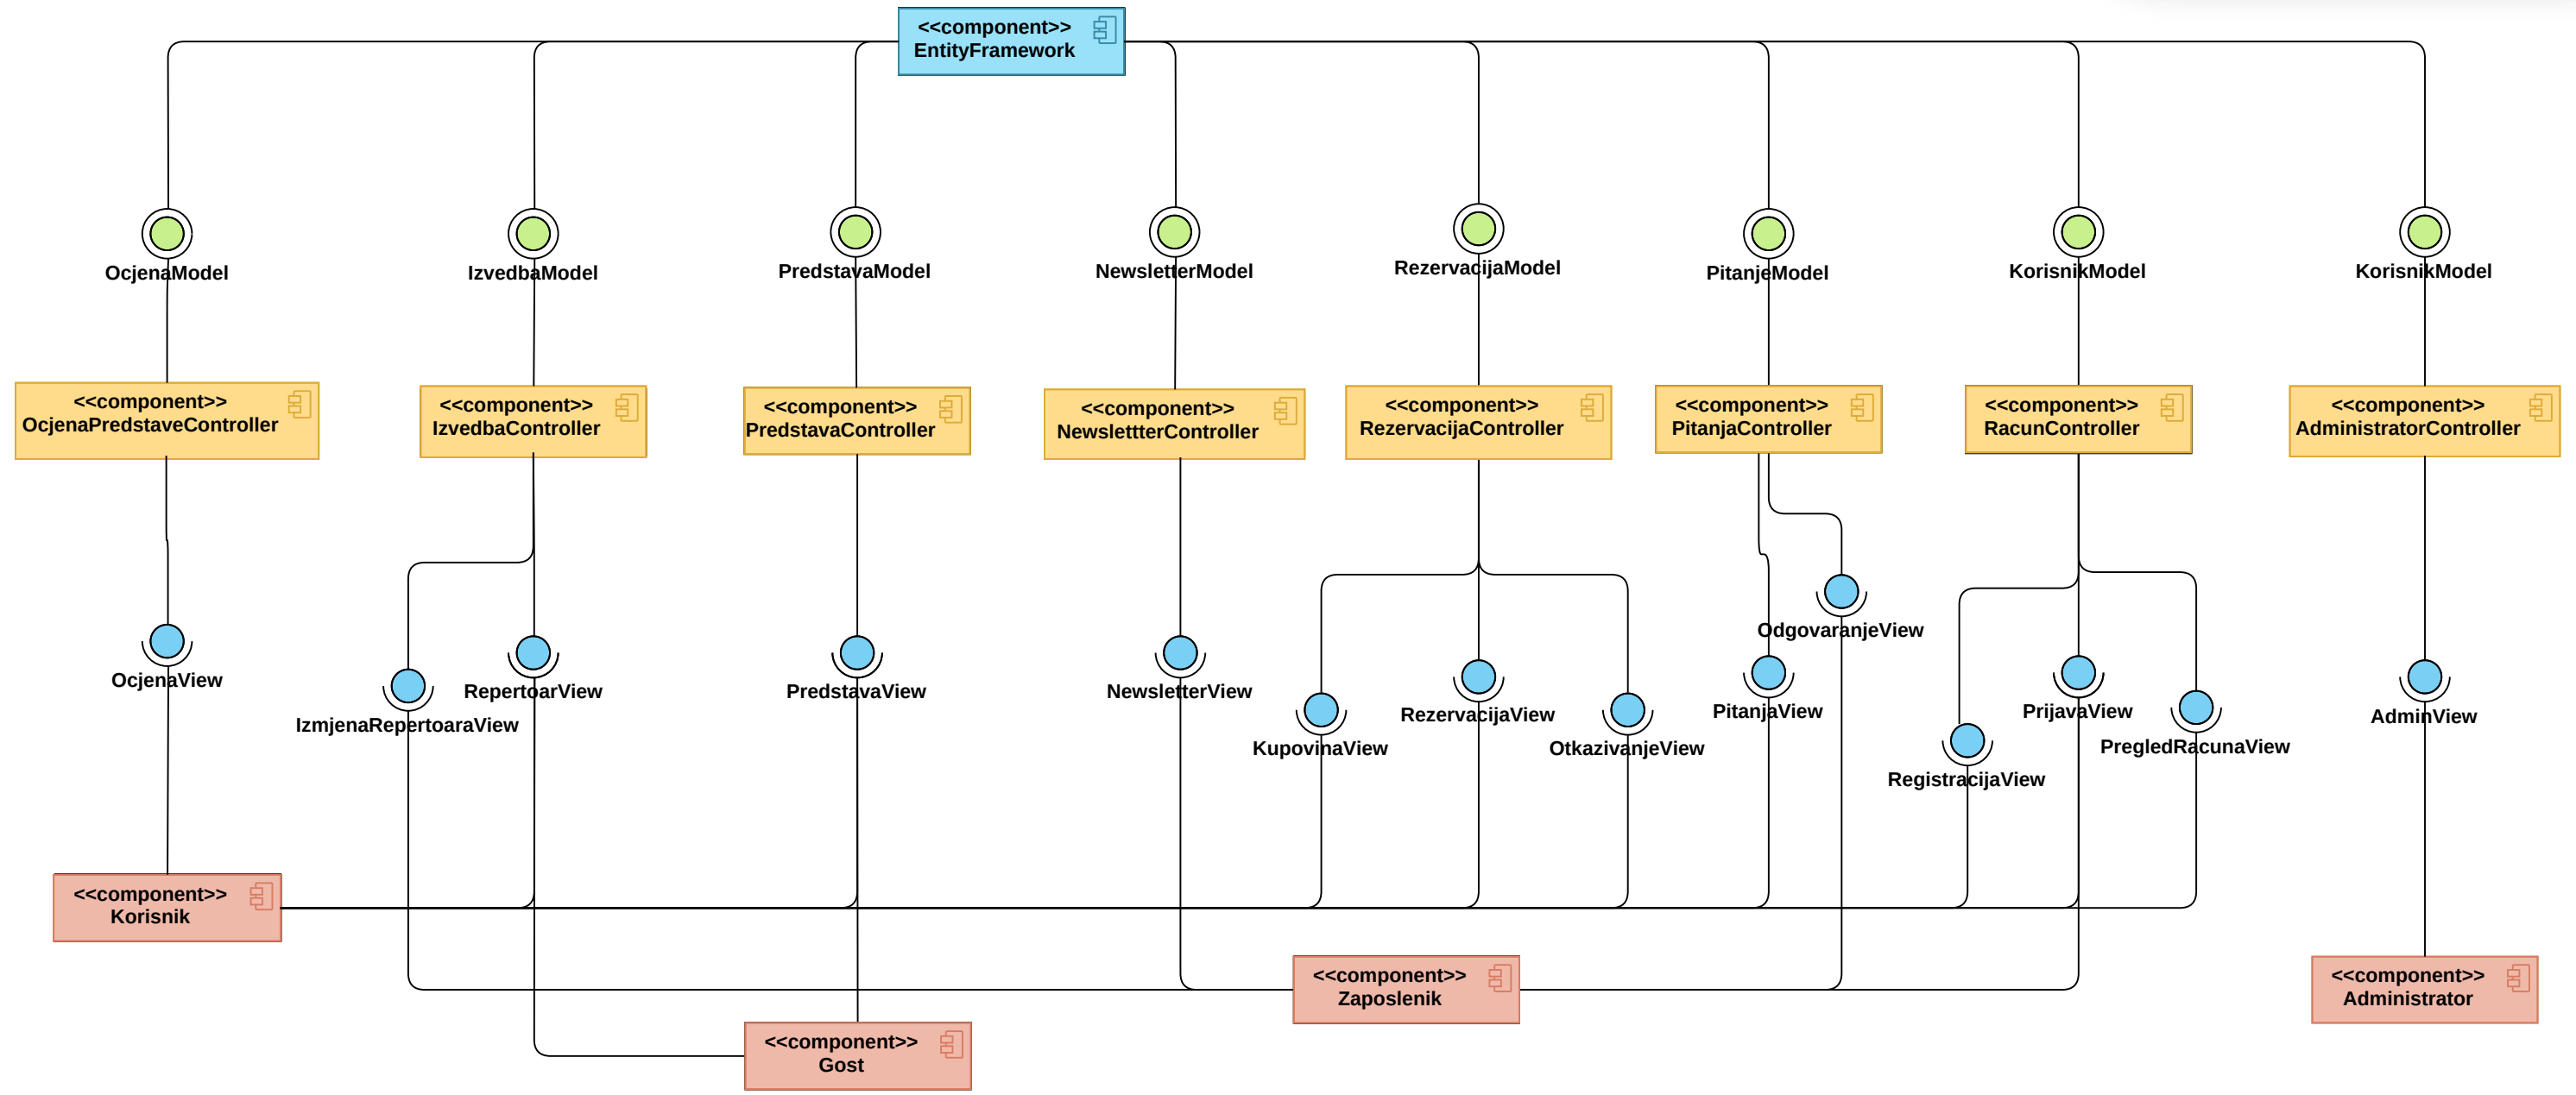 <<component>>
EntityFramework
OcjenaModel
IzvedbaModel
PredstavaModel
NewsletterModel
RezervacijaModel
PitanjeModel
KorisnikModel
KorisnikModel
<<component>>
OcjenaPredstaveController
<<component>>
IzvedbaController
<<component>>
PredstavaController
<<component>>
NewslettterController
<<component>>
RezervacijaController
<<component>>
PitanjaController
<<component>>
RacunController
<<component>>
AdministratorController
OcjenaView
IzmjenaRepertoaraView
RepertoarView
PredstavaView
NewsletterView
KupovinaView
RezervacijaView
OtkazivanjeView
PitanjaView
OdgovaranjeView
RegistracijaView
PrijavaView
PregledRacunaView
AdminView
<<component>>
Korisnik
<<component>>
Zaposlenik
<<component>>
Administrator
<<component>>
Gost